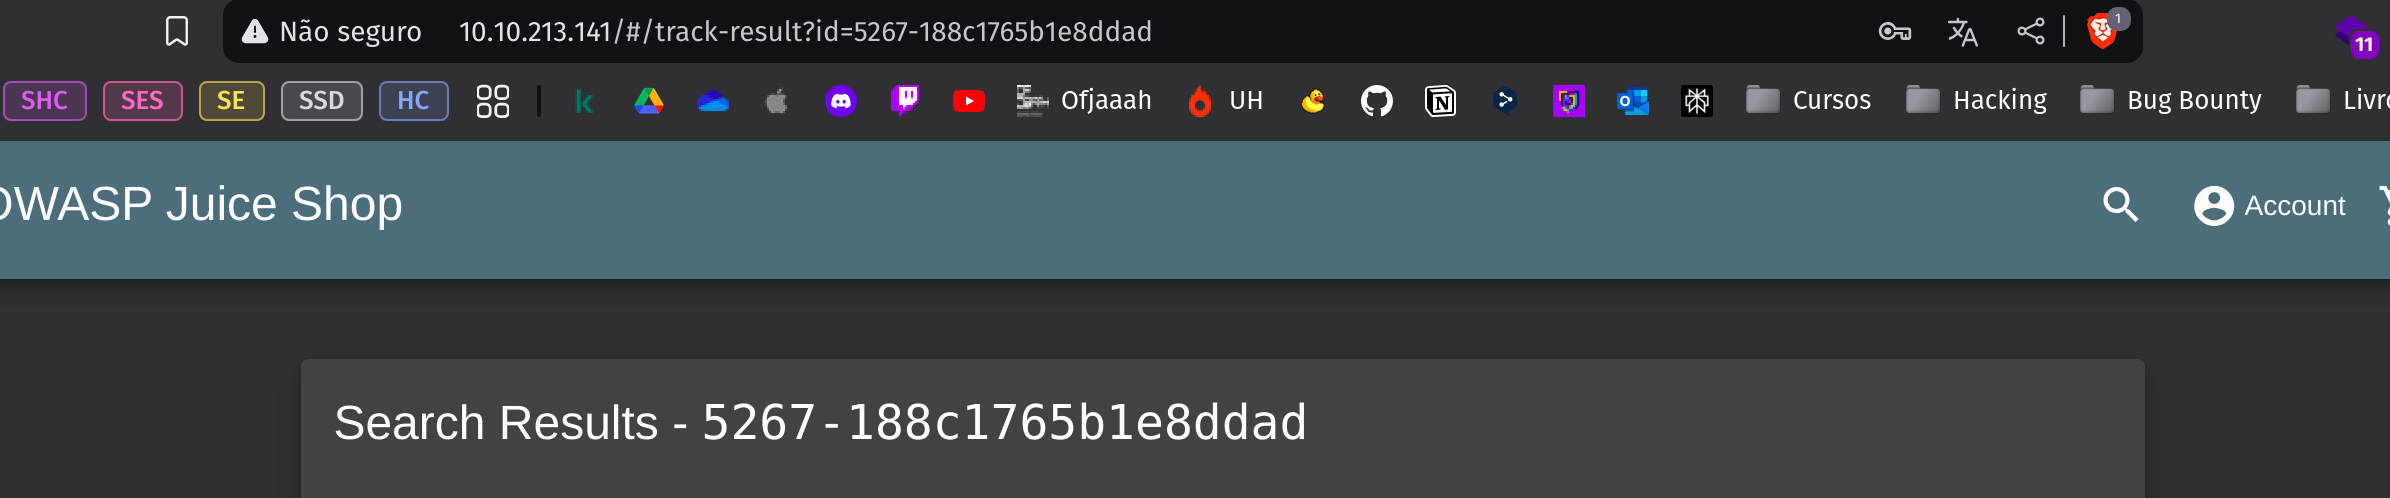 Não seguro 10.10.213.141/#/track-result?id=5267-188c1765b1e8ddad 1
11
SHC SES SE SSD HC Ofjaaah UH Cursos Hacking Bug Bounty Livro
OWASP Juice Shop Account
Search Results - 5267-188c1765b1e8ddad